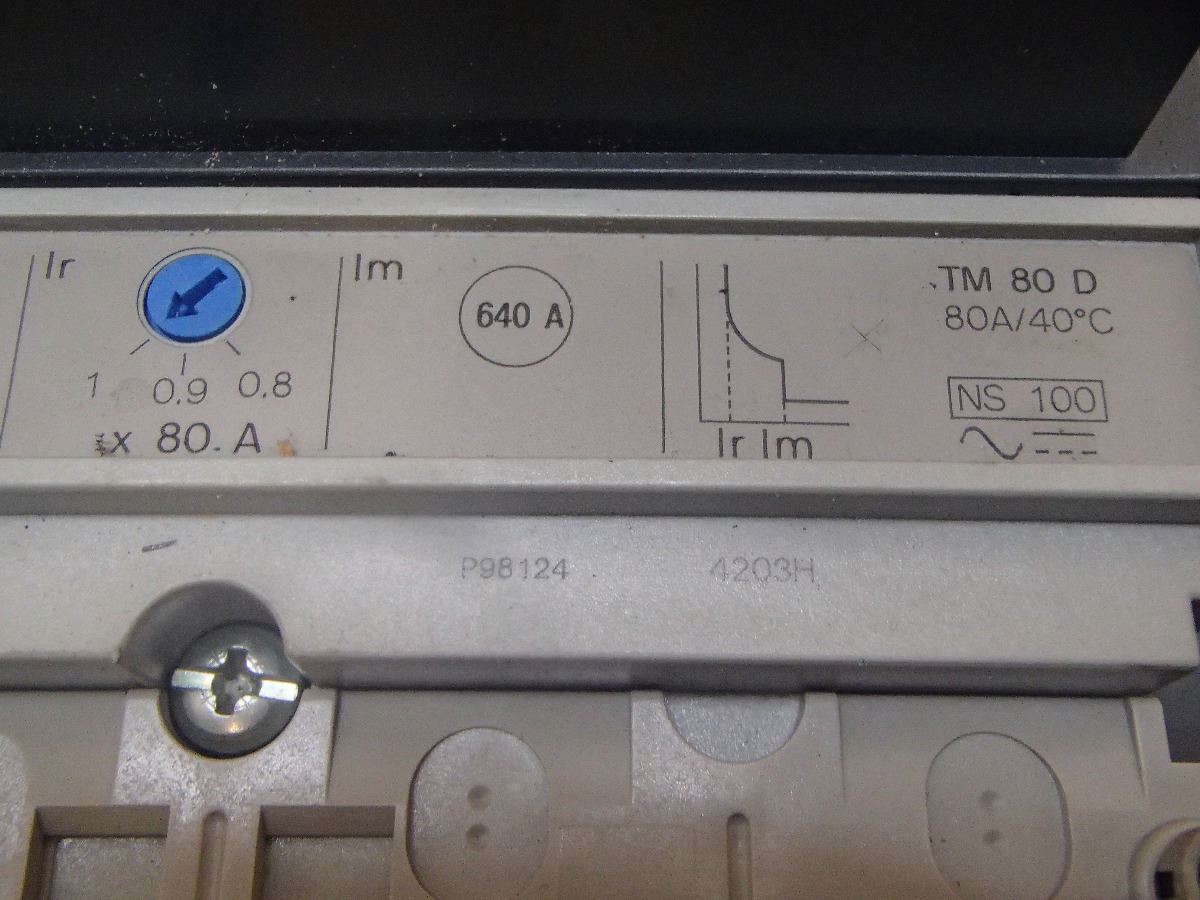 Ir
1 0.9 0.8
x 80. A
Im
640 A
Ir Im
TM 80 D
80A/40°C
NS 100
P98124 4203H